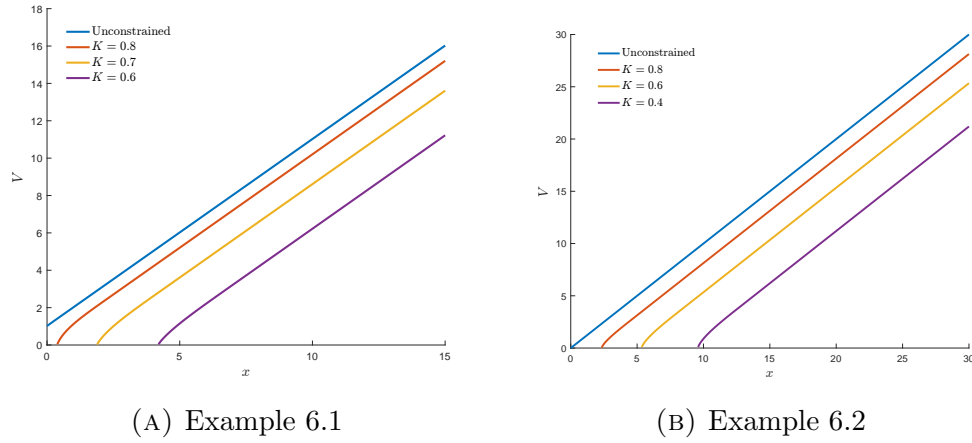 18
16
14
12
10
8
6
4
2
0
V
Unconstrained
K = 0.8
K = 0.7
K = 0.6
0 5 10 15
x
(A) Example 6.1
30
25
20
15
10
5
0
V
Unconstrained
K = 0.8
K = 0.6
K = 0.4
0 5 10 15 20 25 30
x
(B) Example 6.2